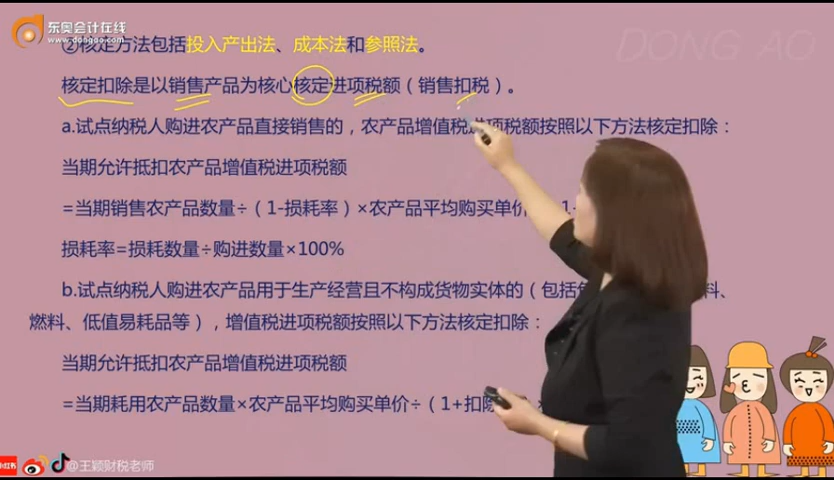 东奥会计在线
www.dongao.com
DONG AO
②核定方法包括投入产出法、成本法和参照法。
核定扣除是以销售产品为核心核定进项税额（销售扣税）。
a.试点纳税人购进农产品直接销售的，农产品增值税进项税额按照以下方法核定扣除：
当期允许抵扣农产品增值税进项税额
=当期销售农产品数量÷（1-损耗率）×农产品平均购买单价
损耗率=损耗数量÷购进数量×100%
b.试点纳税人购进农产品用于生产经营且不构成货物实体的（包括包 料、
燃料、低值易耗品等），增值税进项税额按照以下方法核定扣除：
当期允许抵扣农产品增值税进项税额
=当期耗用农产品数量×农产品平均购买单价÷（1+扣除
小红书 @王颖财税老师